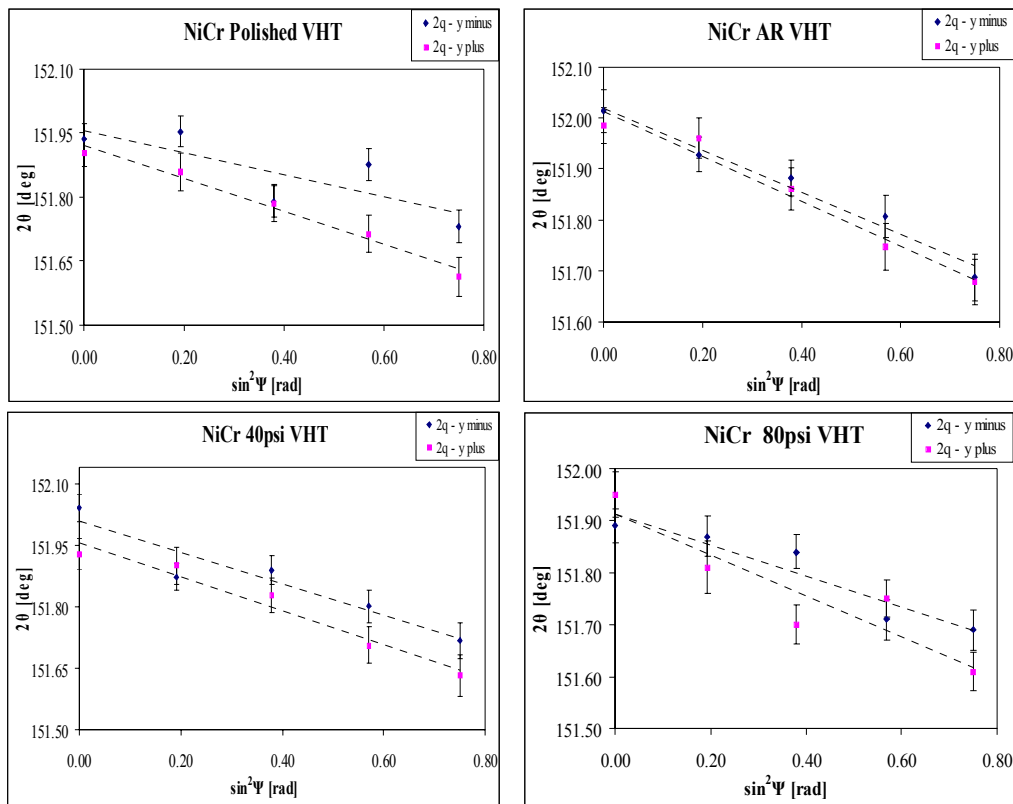 NiCr Polished VHT
2q - y minus
2q - y plus
152.10
151.95
151.80
151.65
151.50
2θ [deg]
0.00 0.20 0.40 0.60 0.80
sin²Ψ [rad]
NiCr AR VHT
2q - y minus
2q - y plus
152.10
152.00
151.90
151.80
151.70
151.60
2θ [deg]
0.00 0.20 0.40 0.60 0.80
sin²Ψ [rad]
NiCr 40psi VHT
2q - y minus
2q - y plus
152.10
151.95
151.80
151.65
151.50
2θ [deg]
0.00 0.20 0.40 0.60 0.80
sin²Ψ [rad]
NiCr 80psi VHT
2q - y minus
2q - y plus
152.00
151.90
151.80
151.70
151.60
151.50
2θ [deg]
0.00 0.20 0.40 0.60 0.80
sin²Ψ [rad]